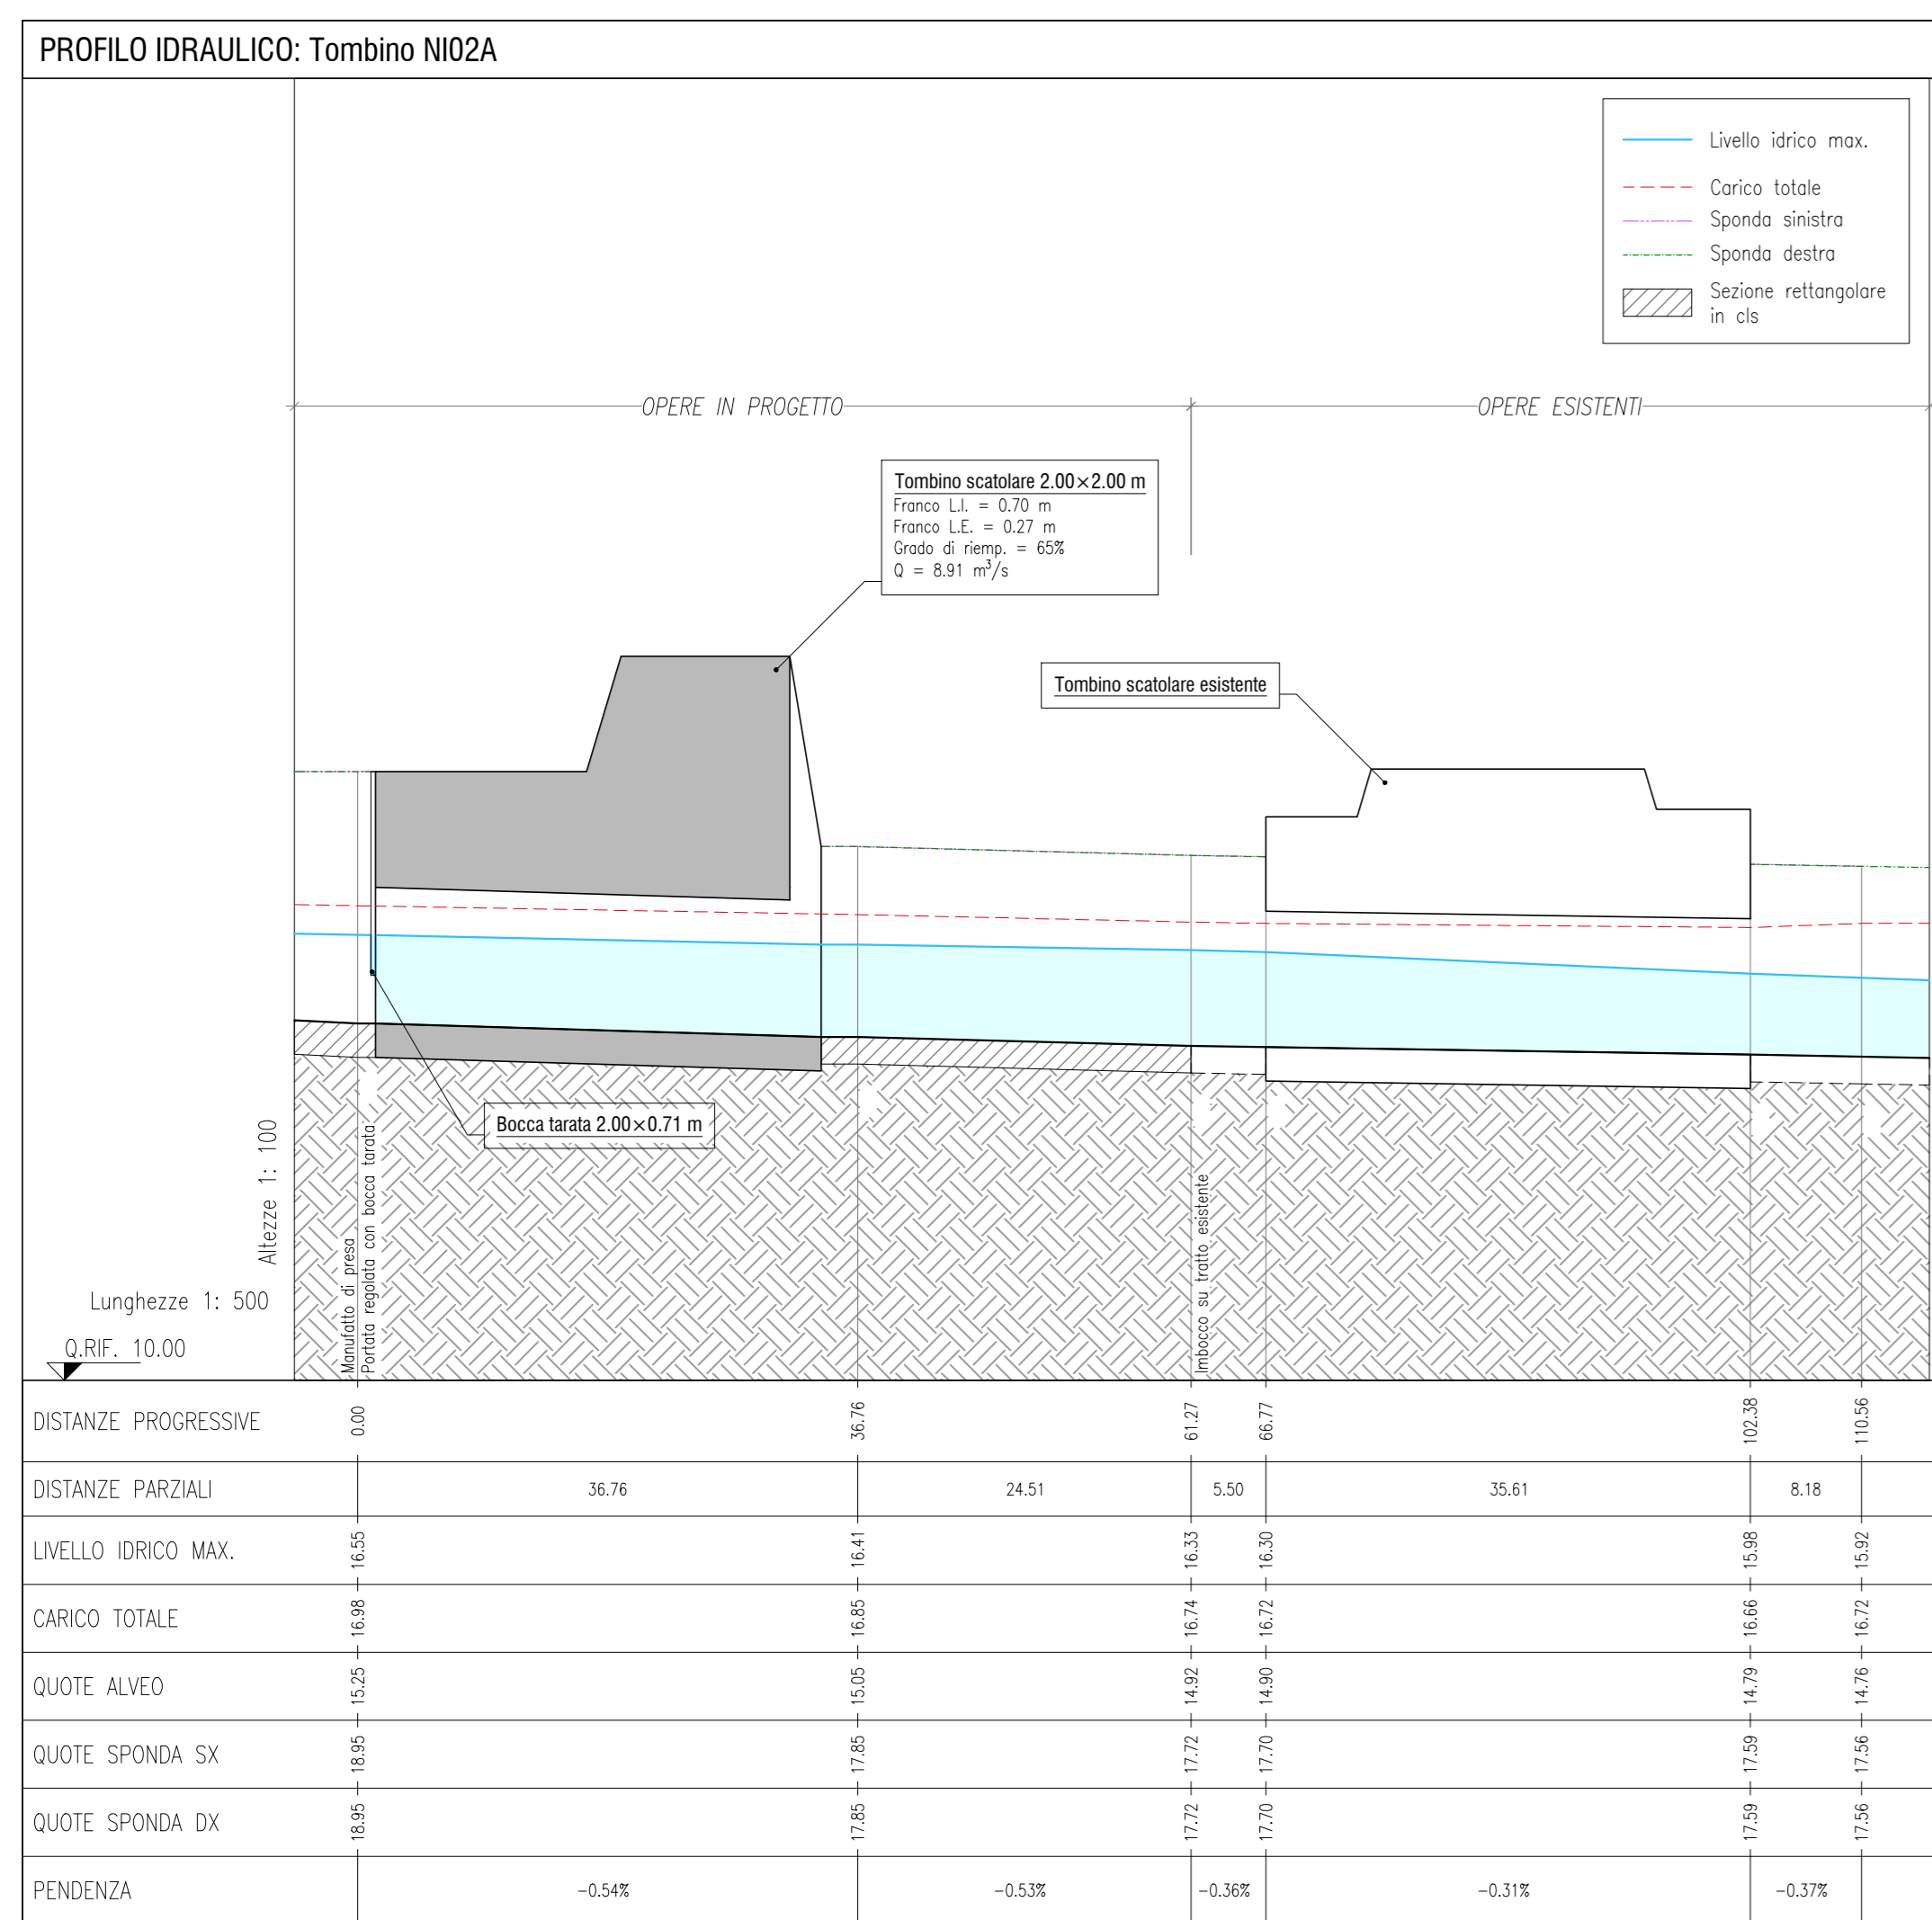 PROFILO IDRAULICO: Tombino NI02A
Livello idrico max.
Carico totale
Sponda sinistra
Sponda destra
Sezione rettangolare
in cls
OPERE IN PROGETTO
OPERE ESISTENTI
Tombino scatolare 2.00×2.00 m
Franco L.I. = 0.70 m
Franco L.E. = 0.27 m
Grado di riemp. = 65%
Q = 8.91 m³/s
Tombino scatolare esistente
Bocca tarata 2.00×0.71 m
Altezze 1: 100
Lunghezze 1: 500
Q.RIF. 10.00
Manufatto di presa
Portata regolata con bocca tarata
Imbocco su tratto esistente
DISTANZE PROGRESSIVE 0.00 36.76 61.27 66.77 102.38 110.56
DISTANZE PARZIALI 36.76 24.51 5.50 35.61 8.18
LIVELLO IDRICO MAX. 16.55 16.41 16.33 16.30 15.98 15.92
CARICO TOTALE 16.98 16.85 16.74 16.72 16.66 16.72
QUOTE ALVEO 15.25 15.05 14.92 14.90 14.79 14.76
QUOTE SPONDA SX 18.95 17.85 17.72 17.70 17.59 17.56
QUOTE SPONDA DX 18.95 17.85 17.72 17.70 17.59 17.56
PENDENZA -0.54% -0.53% -0.36% -0.31% -0.37%